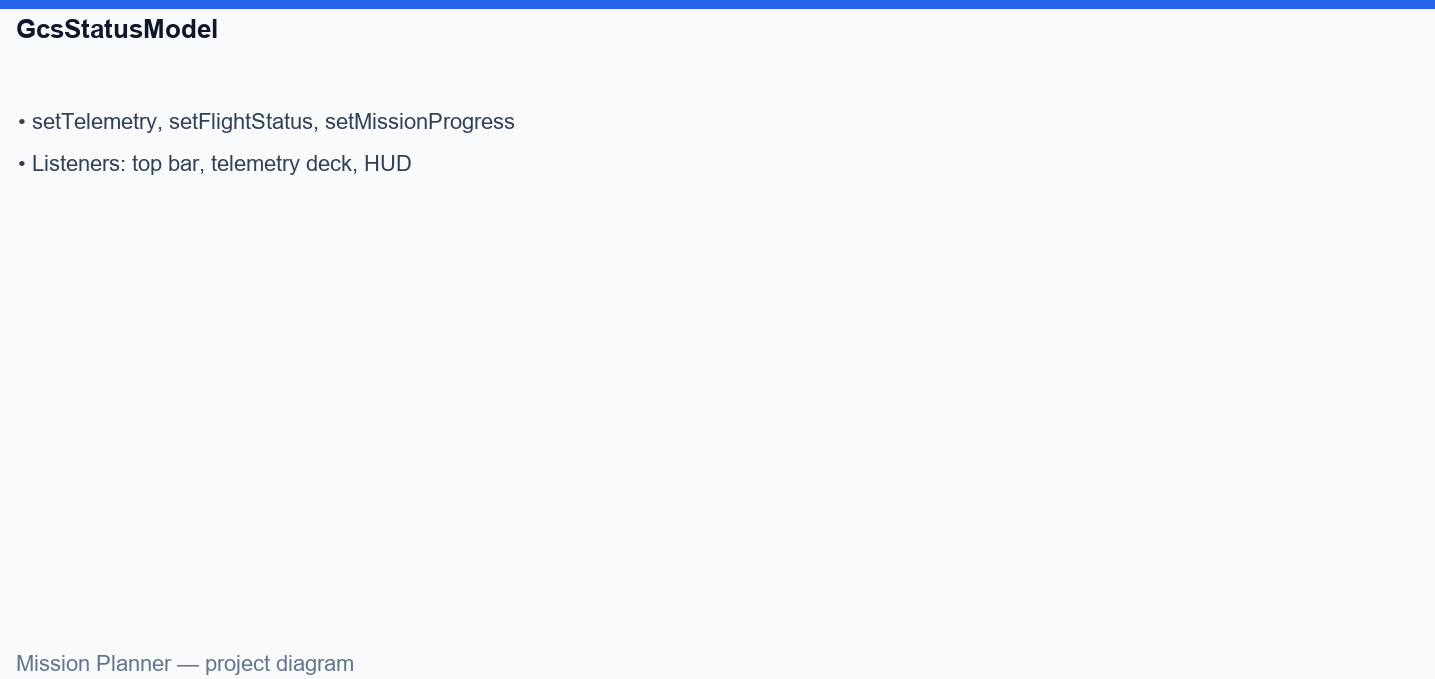 GcsStatusModel
• setTelemetry, setFlightStatus, setMissionProgress
• Listeners: top bar, telemetry deck, HUD
Mission Planner — project diagram